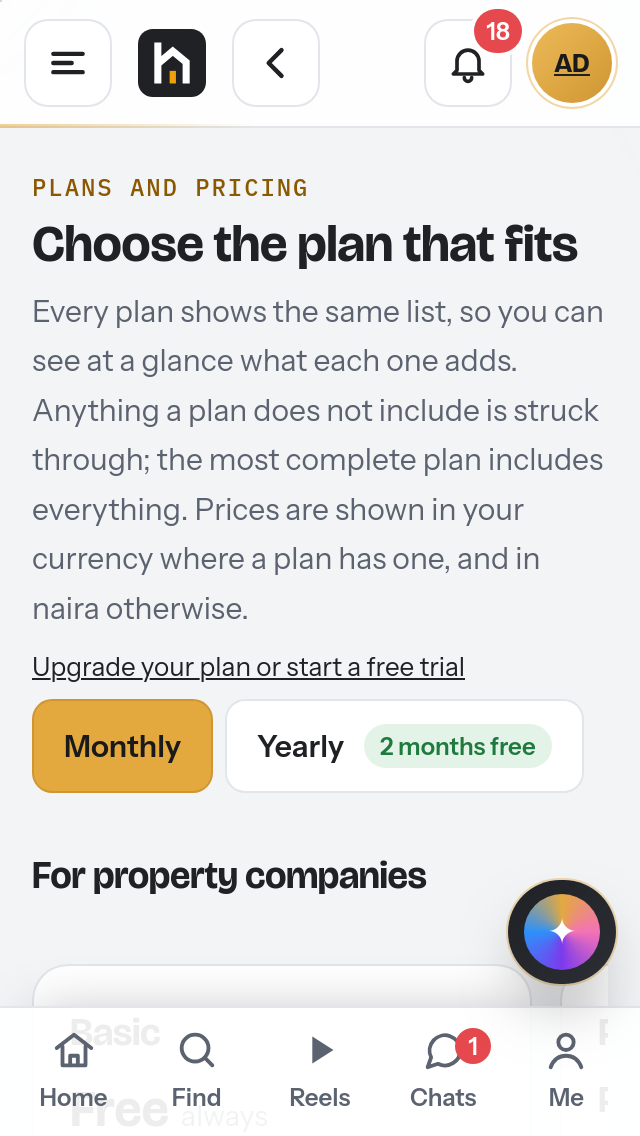 18
AD
PLANS AND PRICING
Choose the plan that fits
Every plan shows the same list, so you can
see at a glance what each one adds.
Anything a plan does not include is struck
through; the most complete plan includes
everything. Prices are shown in your
currency where a plan has one, and in
naira otherwise.
Upgrade your plan or start a free trial
Monthly
Yearly 2 months free
For property companies
Basic
1
Free always
Home Find Reels Chats Me